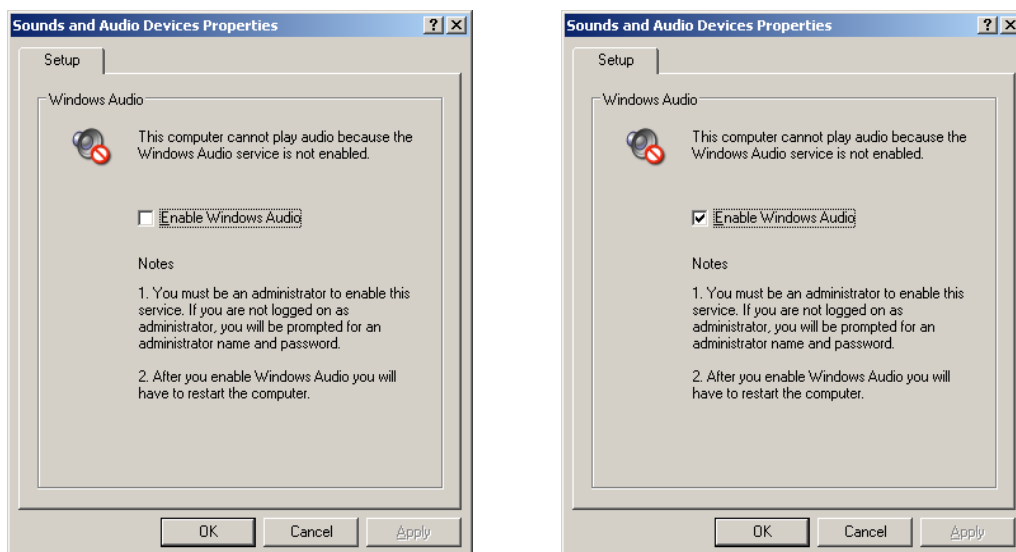 Sounds and Audio Devices Properties
Setup
Windows Audio
This computer cannot play audio because the
Windows Audio service is not enabled.
Enable Windows Audio
Notes
1. You must be an administrator to enable this
service. If you are not logged on as
administrator, you will be prompted for an
administrator name and password.
2. After you enable Windows Audio you will
have to restart the computer.
OK Cancel Apply
Sounds and Audio Devices Properties
Setup
Windows Audio
This computer cannot play audio because the
Windows Audio service is not enabled.
Enable Windows Audio
Notes
1. You must be an administrator to enable this
service. If you are not logged on as
administrator, you will be prompted for an
administrator name and password.
2. After you enable Windows Audio you will
have to restart the computer.
OK Cancel Apply